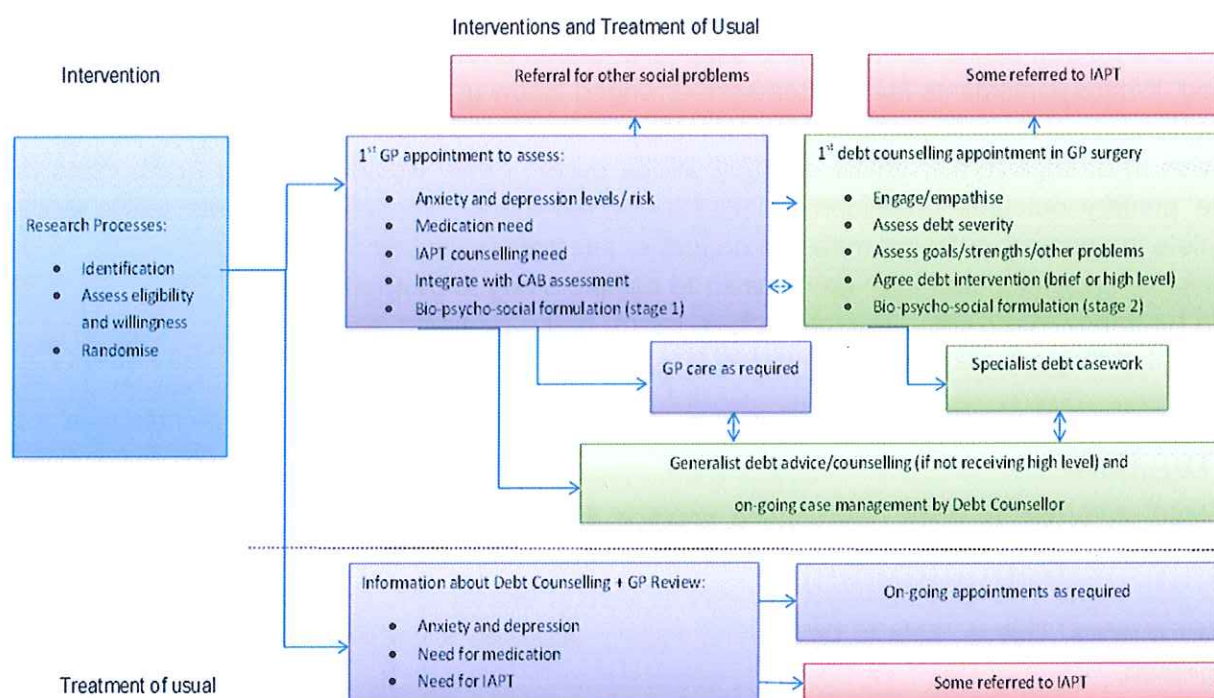 Interventions and Treatment of Usual
Intervention
Referral for other social problems
Some referred to IAPT
Research Processes:
• Identification
• Assess eligibility
and willingness
• Randomise
1st GP appointment to assess:
• Anxiety and depression levels/ risk
• Medication need
• IAPT counselling need
• Integrate with CAB assessment
• Bio-psycho-social formulation (stage 1)
1st debt counselling appointment in GP surgery
• Engage/empathise
• Assess debt severity
• Assess goals/strengths/other problems
• Agree debt intervention (brief or high level)
• Bio-psycho-social formulation (stage 2)
GP care as required
Specialist debt casework
Generalist debt advice/counselling (if not receiving high level) and
on-going case management by Debt Counsellor
Information about Debt Counselling + GP Review:
• Anxiety and depression
• Need for medication
• Need for IAPT
On-going appointments as required
Some referred to IAPT
Treatment of usual